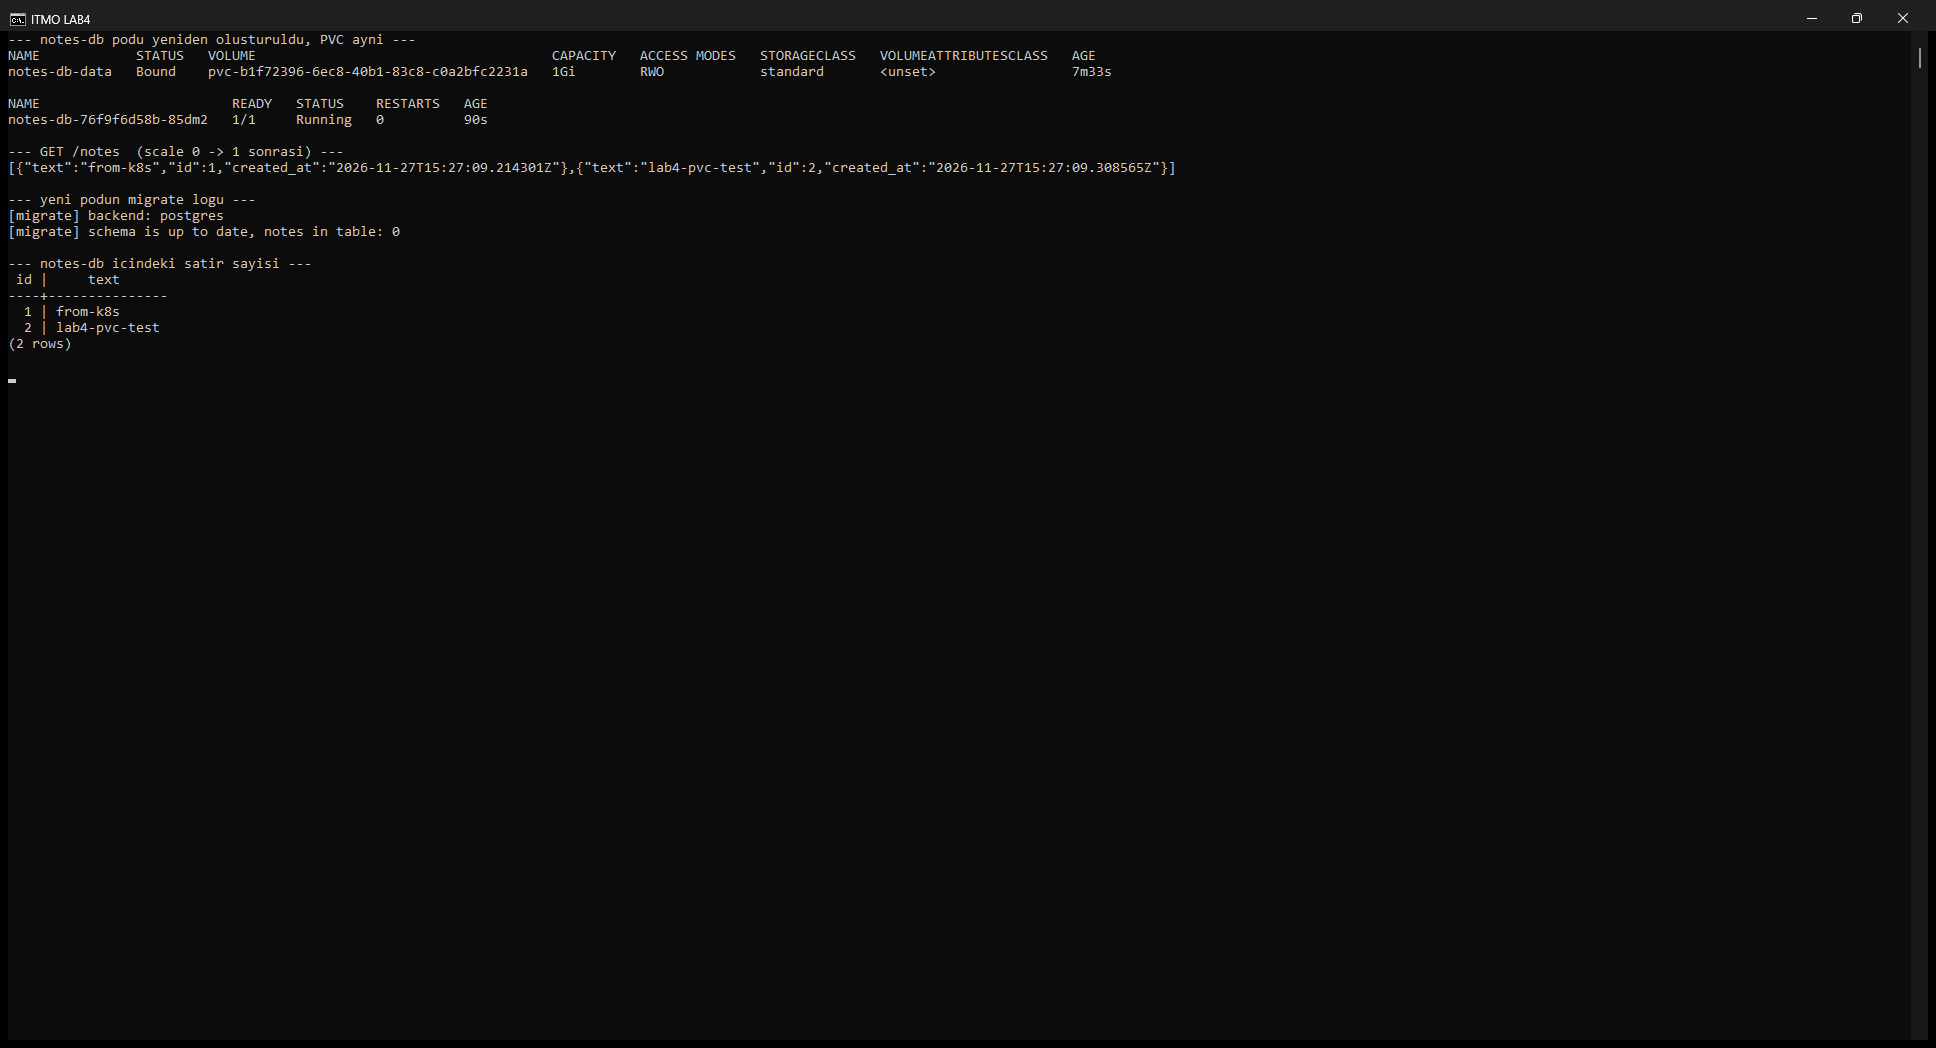 ITMO LAB4
--- notes-db podu yeniden olusturuldu, PVC ayni ---
NAME            STATUS   VOLUME                                     CAPACITY   ACCESS MODES   STORAGECLASS   VOLUMEATTRIBUTESCLASS   AGE
notes-db-data   Bound    pvc-b1f72396-6ec8-40b1-83c8-c0a2bfc2231a   1Gi        RWO            standard       <unset>                 7m33s
NAME                        READY   STATUS    RESTARTS   AGE
notes-db-76f9f6d58b-85dm2   1/1     Running   0          90s
--- GET /notes  (scale 0 -> 1 sonrasi) ---
[{"text":"from-k8s","id":1,"created_at":"2026-11-27T15:27:09.214301Z"},{"text":"lab4-pvc-test","id":2,"created_at":"2026-11-27T15:27:09.308565Z"}]
--- yeni podun migrate logu ---
[migrate] backend: postgres
[migrate] schema is up to date, notes in table: 0
--- notes-db icindeki satir sayisi ---
 id |     text
----+---------------
  1 | from-k8s
  2 | lab4-pvc-test
(2 rows)